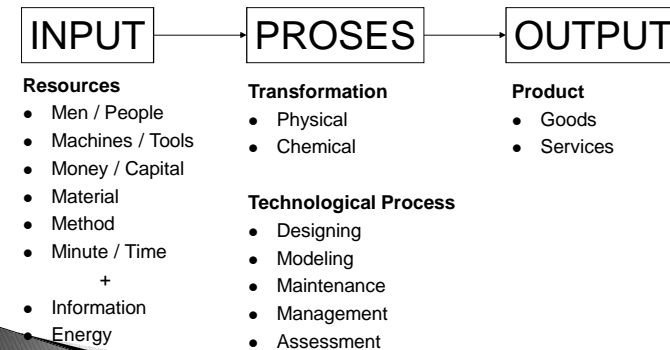 INPUT
PROSES
OUTPUT
Resources
● Men / People
● Machines / Tools
● Money / Capital
● Material
● Method
● Minute / Time
+
● Information
● Energy
Transformation
● Physical
● Chemical
Technological Process
● Designing
● Modeling
● Maintenance
● Management
● Assessment
Product
● Goods
● Services